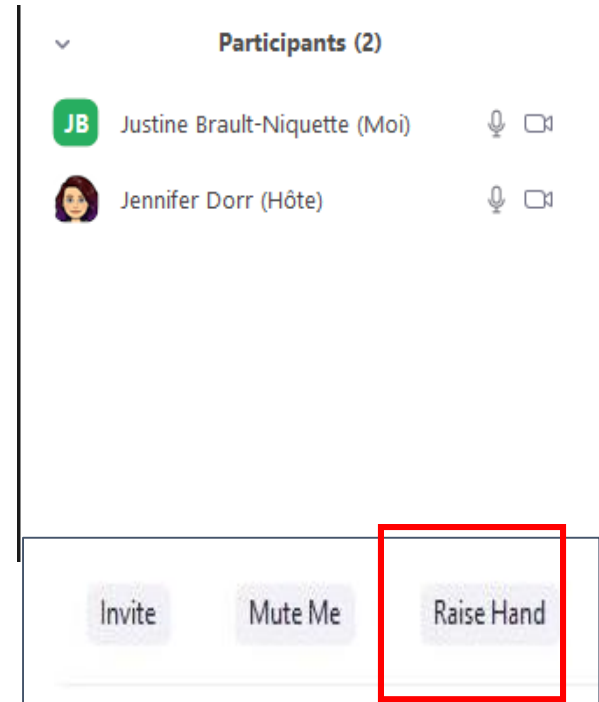 Participants (2)
JB Justine Brault-Niquette (Moi)
Jennifer Dorr (Hôte)
Invite Mute Me Raise Hand